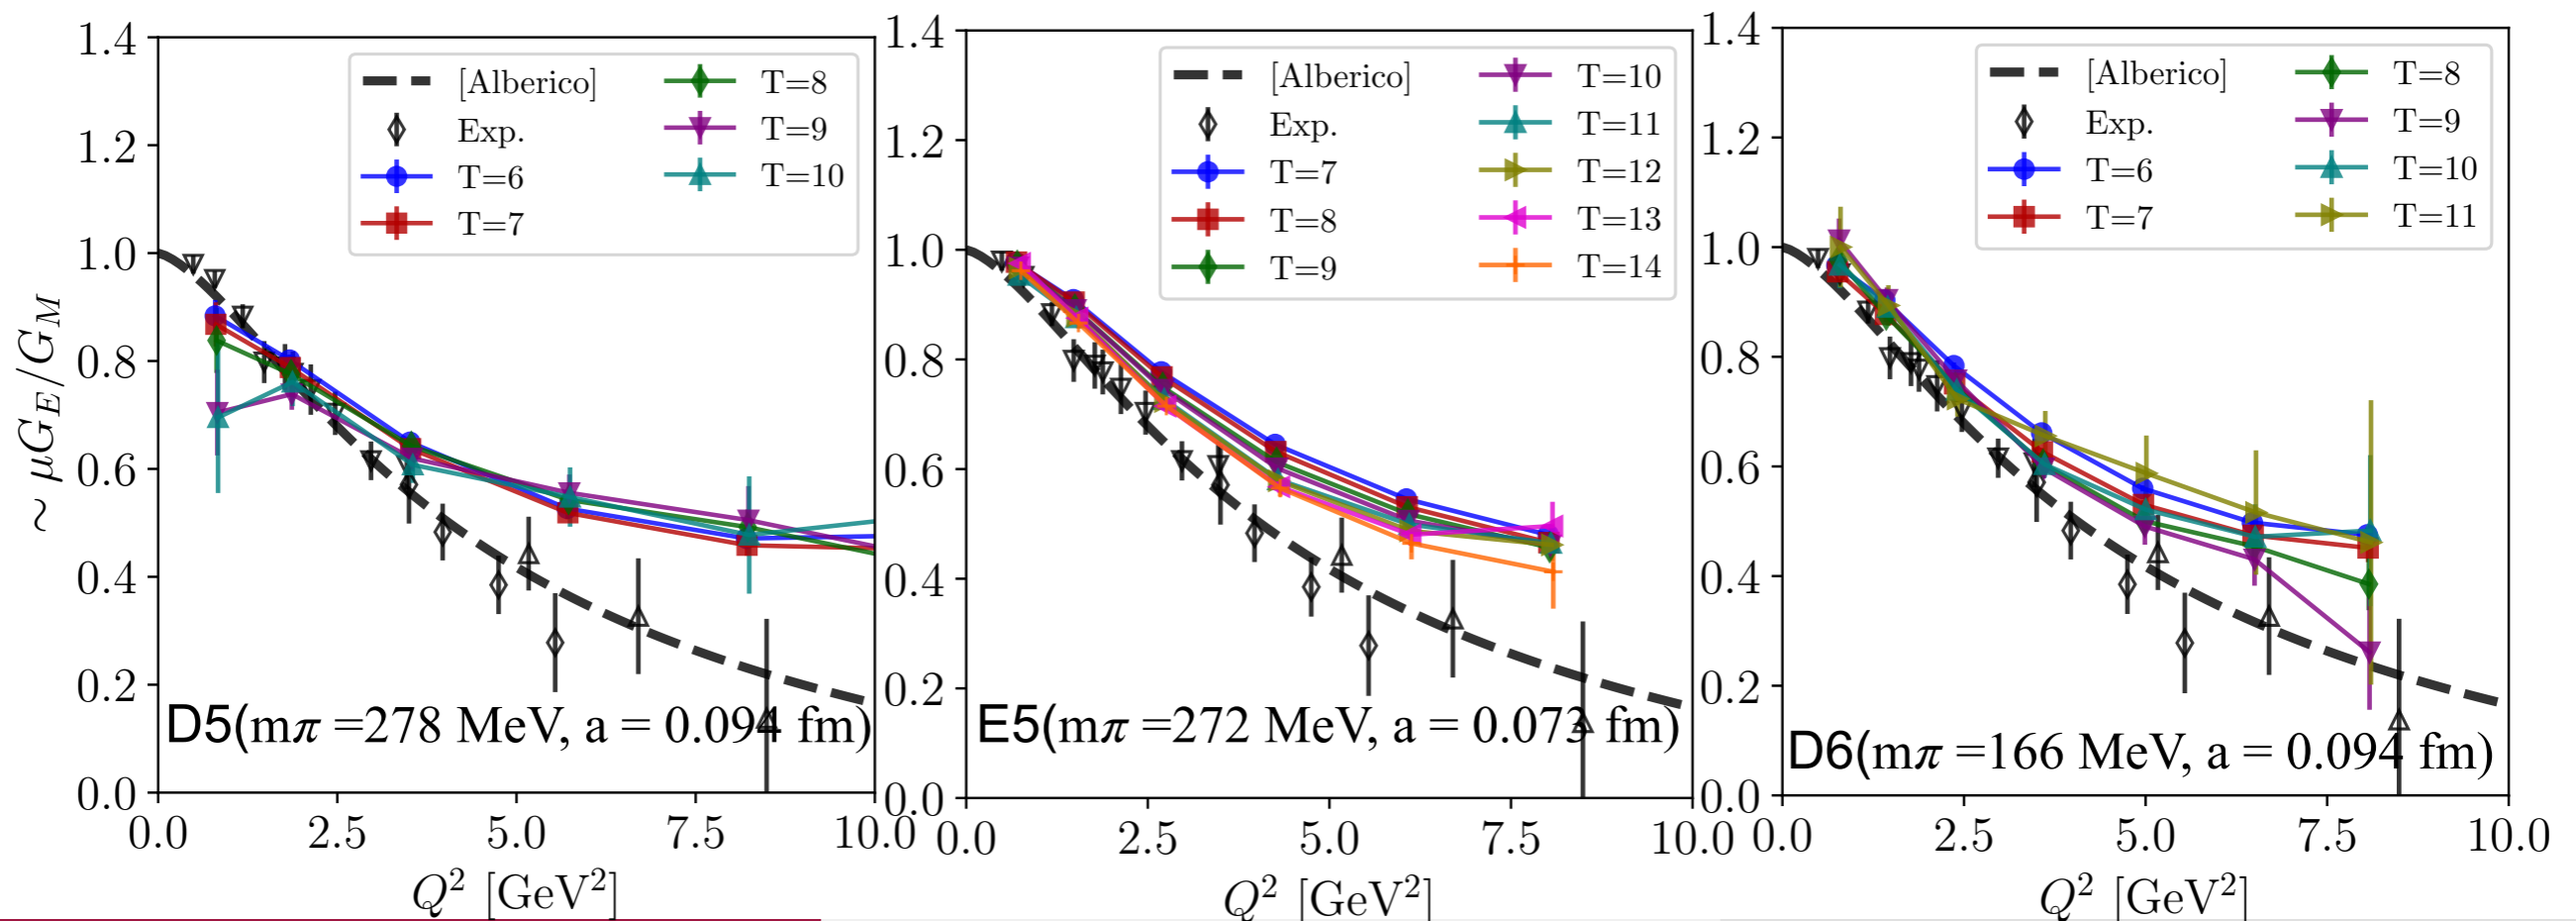 ~ μG_E/G_M
1.4
1.2
1.0
0.8
0.6
0.4
0.2
0.0
[Alberico]
Exp.
T=6
T=7
T=8
T=9
T=10
D5(mπ =278 MeV, a = 0.094 fm)
0.0 2.5 5.0 7.5 10.0
Q² [GeV²]
1.4
1.2
1.0
0.8
0.6
0.4
0.2
0.0
[Alberico]
Exp.
T=7
T=8
T=9
T=10
T=11
T=12
T=13
T=14
E5(mπ =272 MeV, a = 0.073 fm)
0.0 2.5 5.0 7.5 10.0
Q² [GeV²]
1.4
1.2
1.0
0.8
0.6
0.4
0.2
0.0
[Alberico]
Exp.
T=6
T=7
T=8
T=9
T=10
T=11
D6(mπ =166 MeV, a = 0.094 fm)
0.0 2.5 5.0 7.5 10.0
Q² [GeV²]